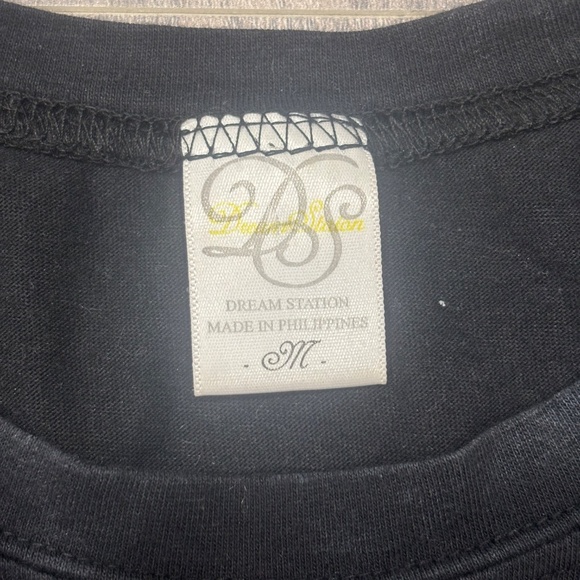 DS
Dream Station
DREAM STATION
MADE IN PHILIPPINES
- M -